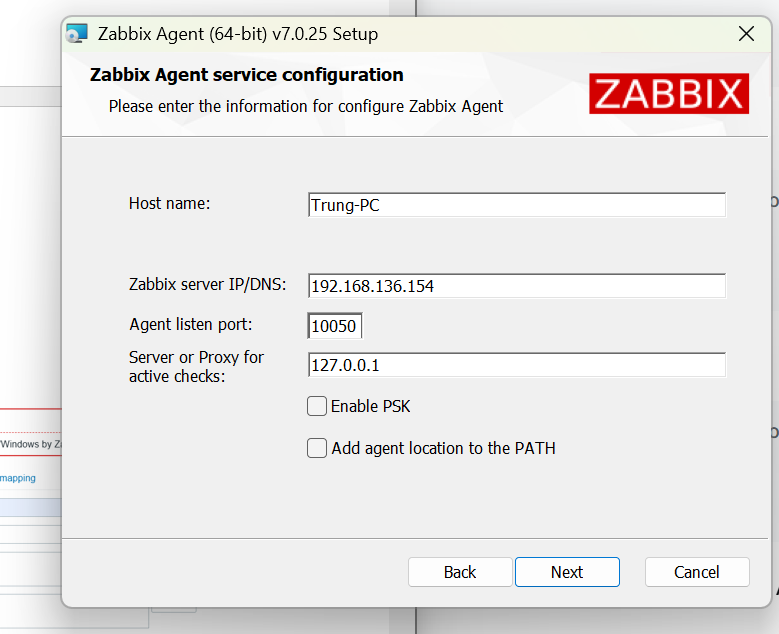 Zabbix Agent (64-bit) v7.0.25 Setup
Zabbix Agent service configuration
Please enter the information for configure Zabbix Agent
ZABBIX
Host name:
Trung-PC
Zabbix server IP/DNS:
192.168.136.154
Agent listen port:
10050
Server or Proxy for
active checks:
127.0.0.1
Enable PSK
Windows by
mapping
Add agent location to the PATH
Back
Next
Cancel